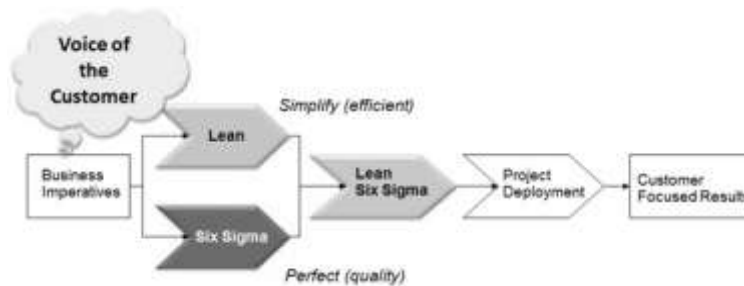 Voice of
the
Customer
Simplify (efficient)
Lean
Business
Imperatives
Lean
Six Sigma
Project
Deployment
Customer
Focused Results
Six Sigma
Perfect (quality)